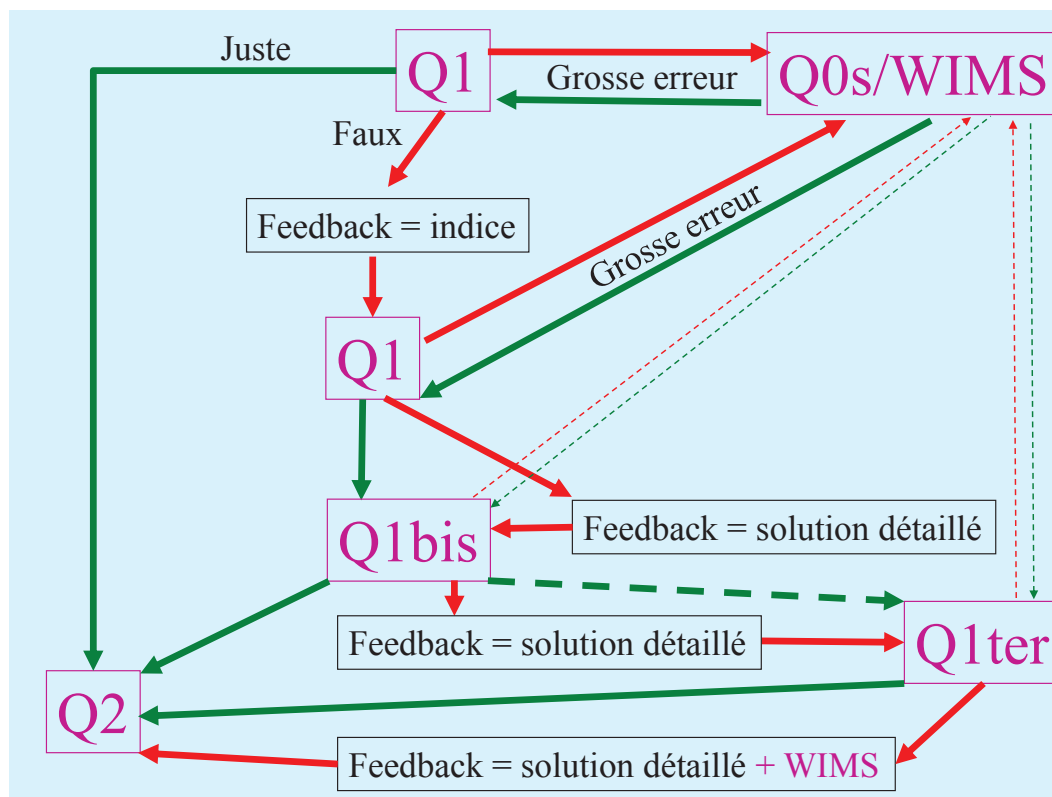 Juste
Q1
Grosse erreur
Q0s/WIMS
Faux
Feedback = indice
Grosse erreur
Q1
Q1bis
Feedback = solution détaillé
Feedback = solution détaillé
Q1ter
Q2
Feedback = solution détaillé + WIMS